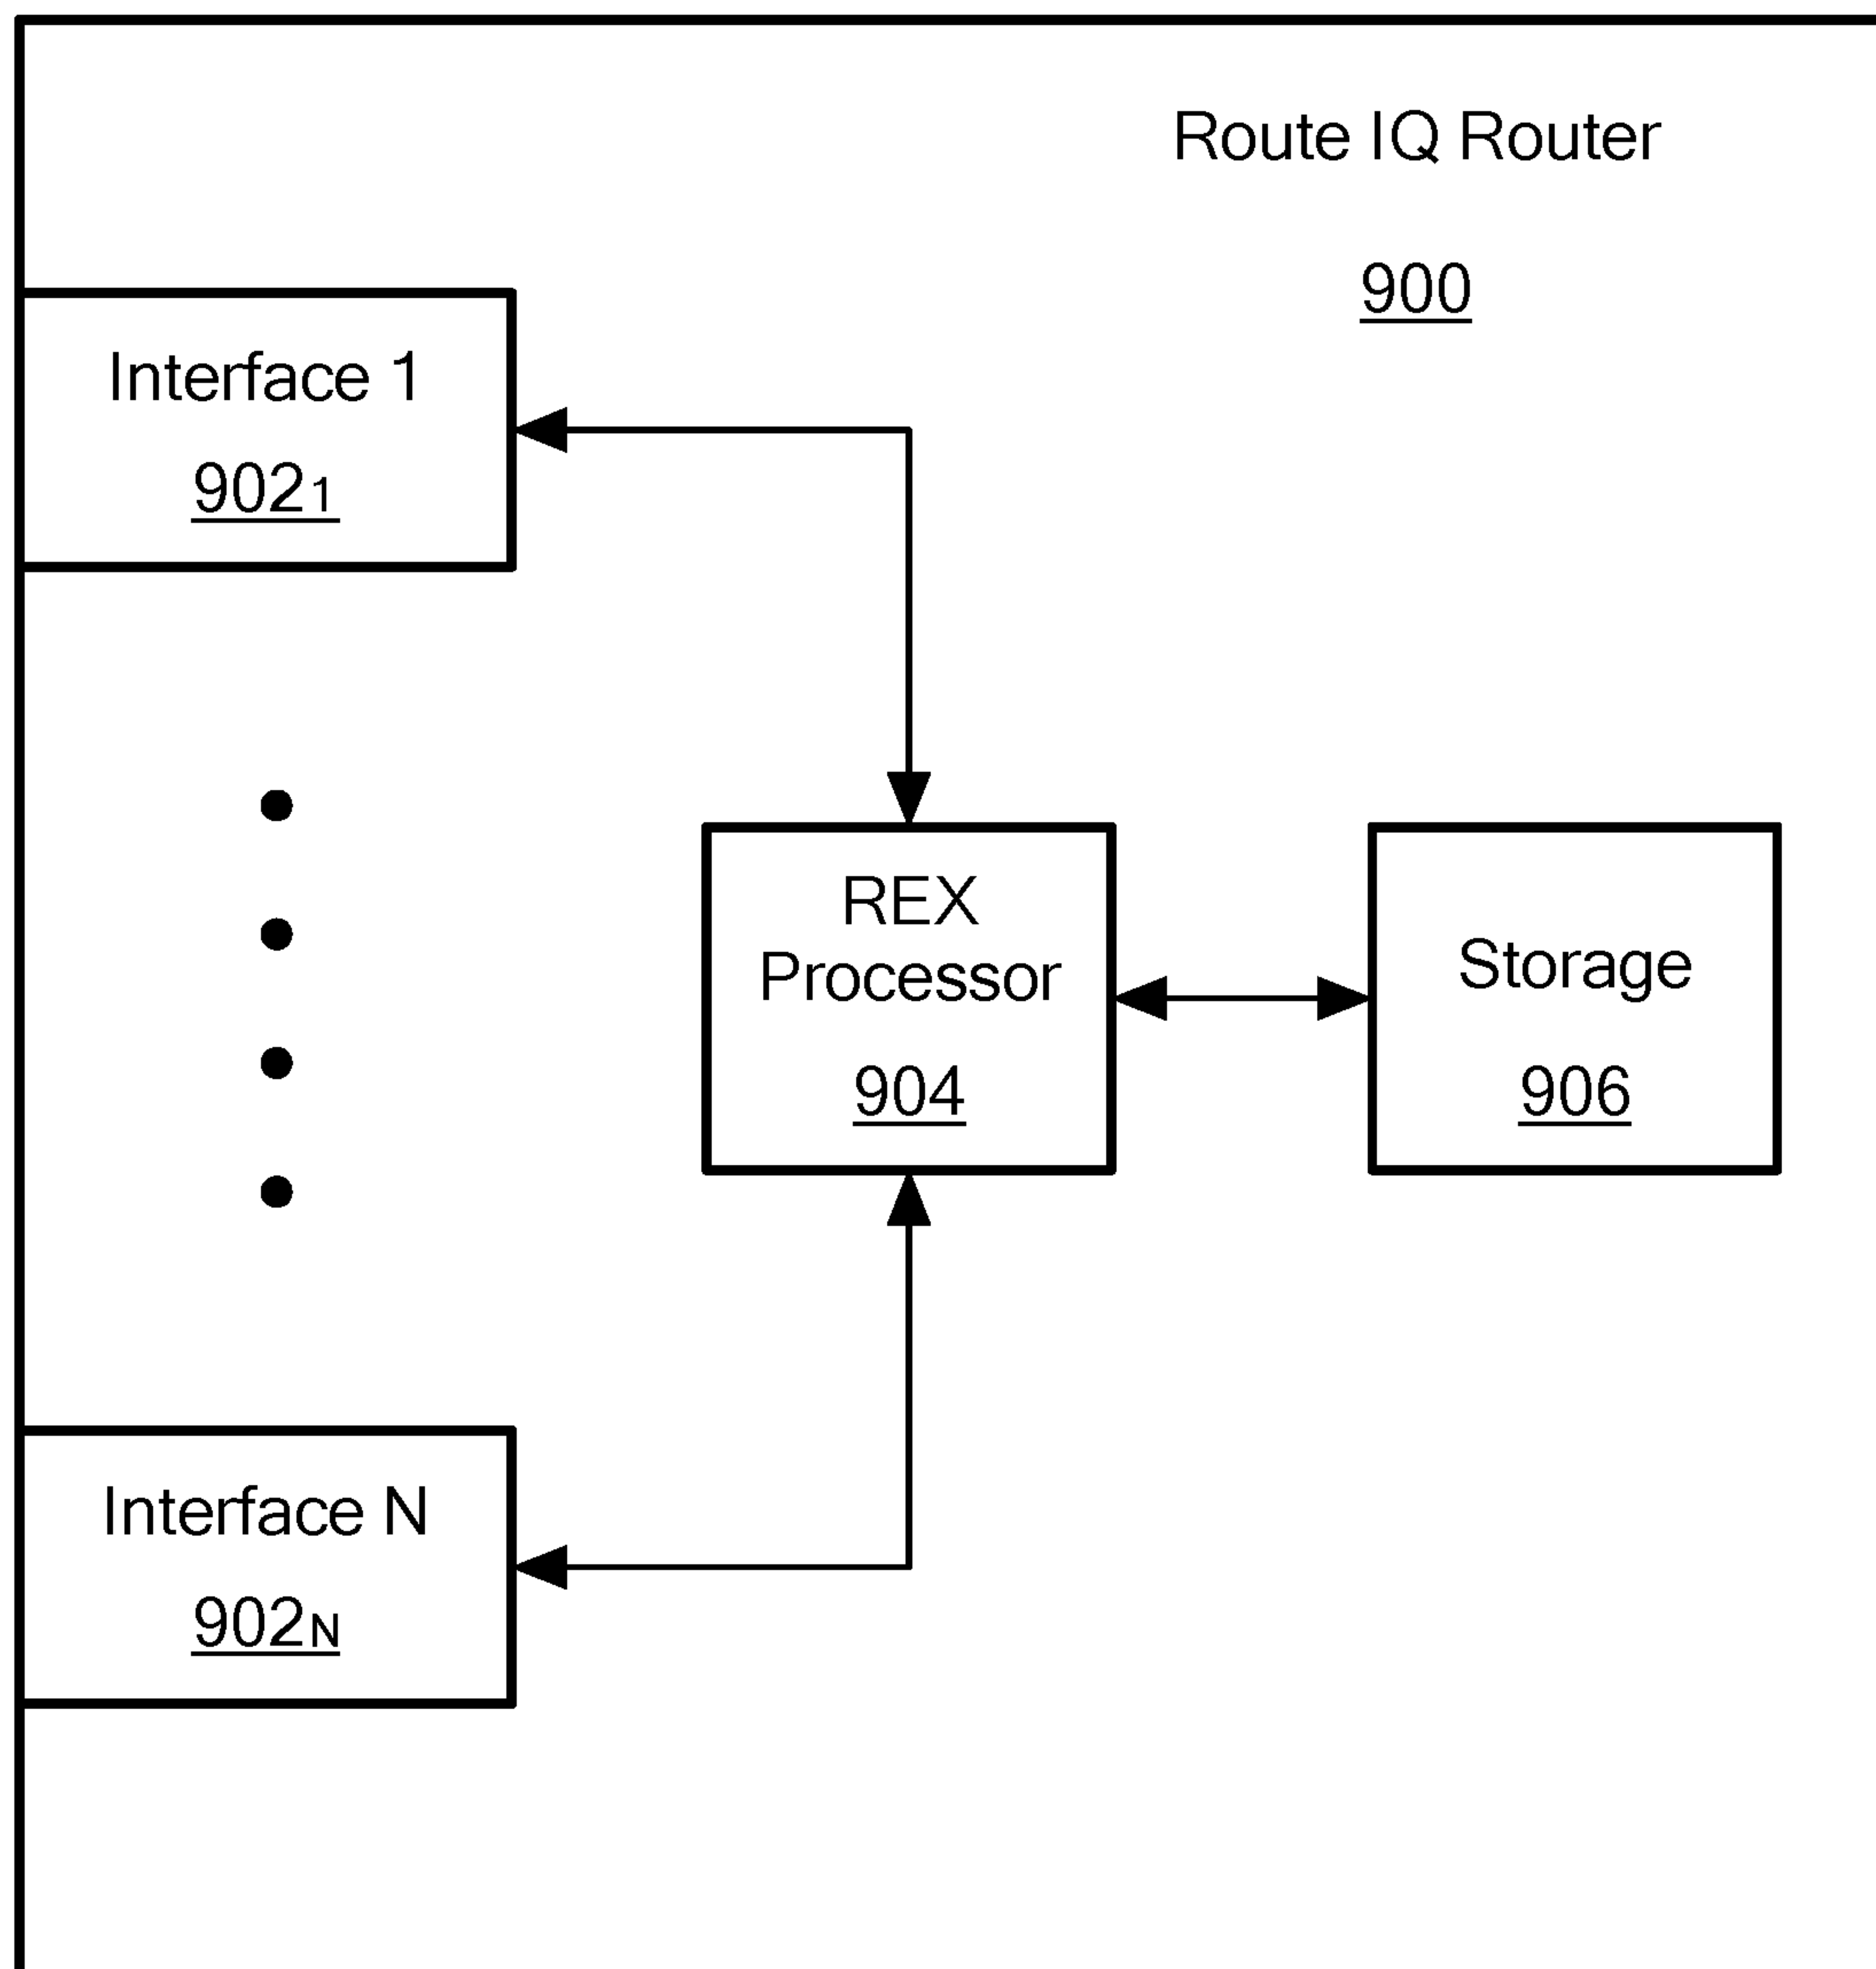 Route IQ Router
900
Interface 1
902₁
REX
Processor
904
Storage
906
Interface N
902N